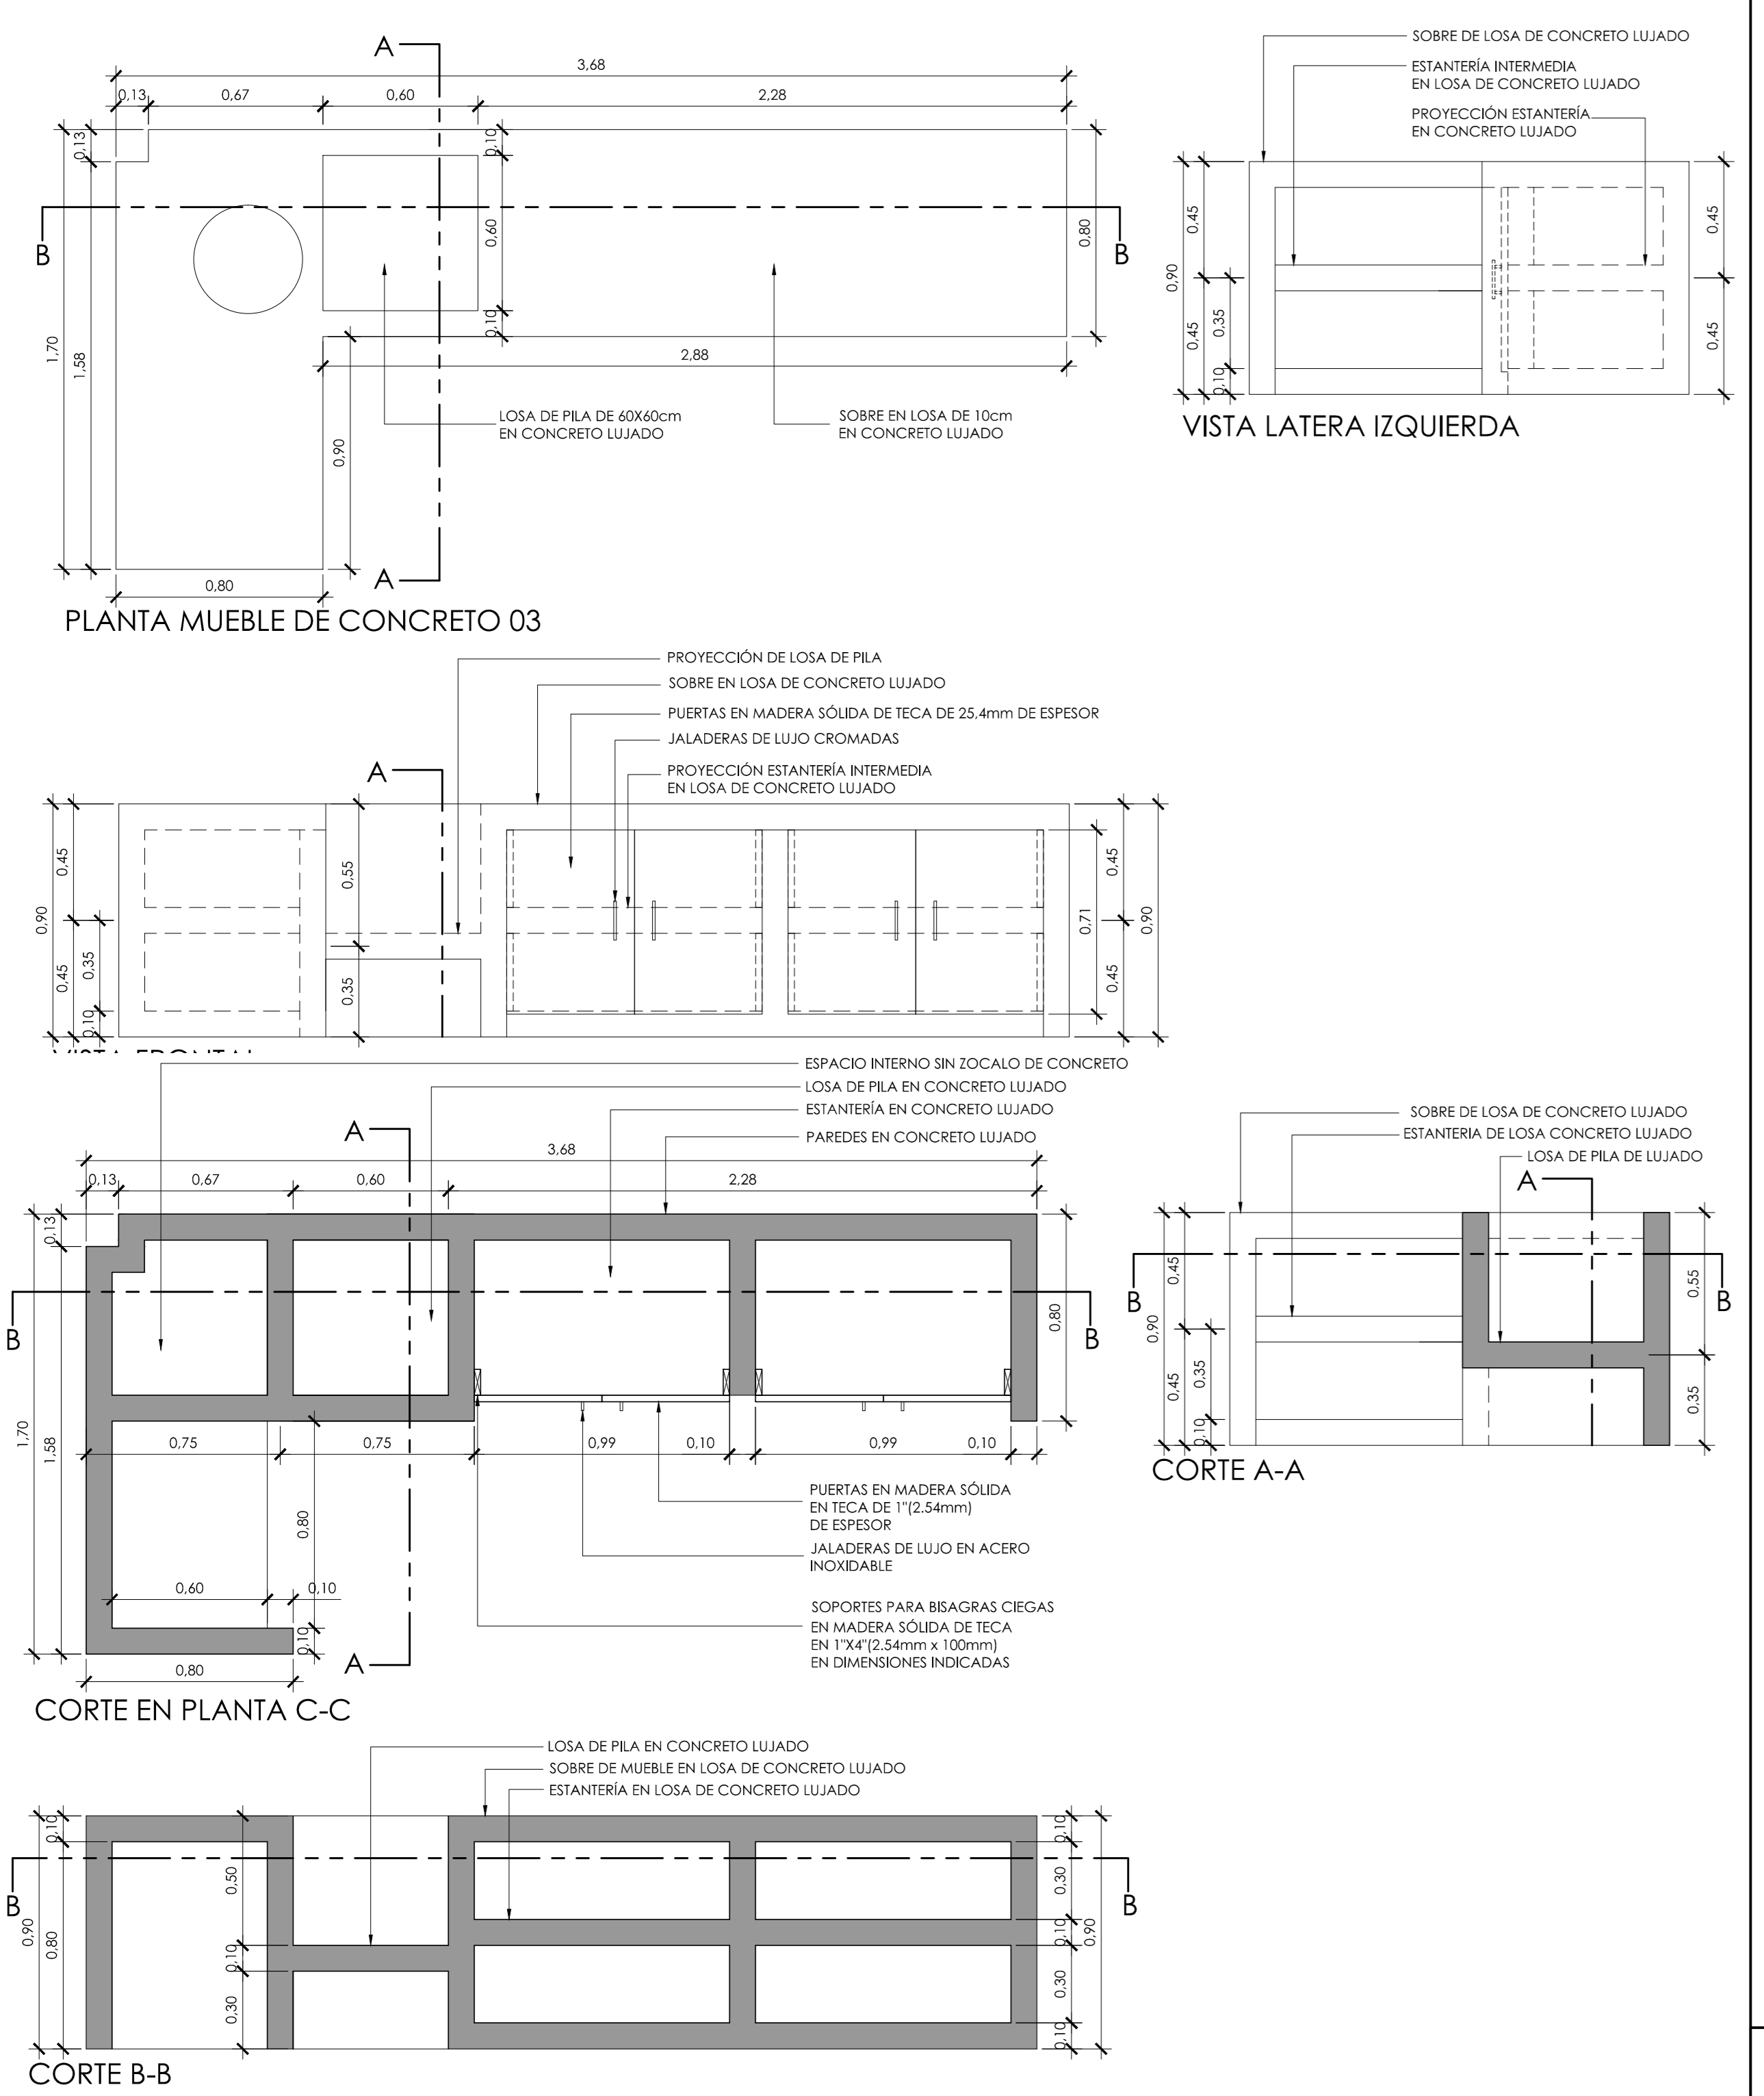 A
3,68
0,13
0,67
0,60
2,28
0,13
0,10
B
0,60
0,80
B
0,10
1,70
1,58
2,88
LOSA DE PILA DE 60X60cm
EN CONCRETO LUJADO
SOBRE EN LOSA DE 10cm
EN CONCRETO LUJADO
0,90
A
0,80
PLANTA MUEBLE DE CONCRETO 03
SOBRE DE LOSA DE CONCRETO LUJADO
ESTANTERÍA INTERMEDIA
EN LOSA DE CONCRETO LUJADO
PROYECCIÓN ESTANTERÍA
EN CONCRETO LUJADO
0,45
0,45
0,90
0,45
0,35
0,45
0,10
VISTA LATERA IZQUIERDA
PROYECCIÓN DE LOSA DE PILA
SOBRE EN LOSA DE CONCRETO LUJADO
PUERTAS EN MADERA SÓLIDA DE TECA DE 25,4mm DE ESPESOR
JALADERAS DE LUJO CROMADAS
A
PROYECCIÓN ESTANTERÍA INTERMEDIA
EN LOSA DE CONCRETO LUJADO
0,45
0,55
0,45
0,90
0,71
0,90
0,45
0,35
0,35
0,45
0,10
VISTA FRONTAL
ESPACIO INTERNO SIN ZOCALO DE CONCRETO
LOSA DE PILA EN CONCRETO LUJADO
ESTANTERÍA EN CONCRETO LUJADO
PAREDES EN CONCRETO LUJADO
A
3,68
0,13
0,67
0,60
2,28
0,13
B
0,80
B
1,70
1,58
0,75
0,75
0,99
0,10
0,99
0,10
0,80
PUERTAS EN MADERA SÓLIDA
EN TECA DE 1"(2.54mm)
DE ESPESOR
JALADERAS DE LUJO EN ACERO
INOXIDABLE
0,60
0,10
SOPORTES PARA BISAGRAS CIEGAS
EN MADERA SÓLIDA DE TECA
EN 1"X4"(2.54mm x 100mm)
EN DIMENSIONES INDICADAS
0,10
A
0,80
CORTE EN PLANTA C-C
SOBRE DE LOSA DE CONCRETO LUJADO
ESTANTERIA DE LOSA CONCRETO LUJADO
LOSA DE PILA DE LUJADO
A
0,45
0,55
B
B
0,90
0,45
0,35
0,35
0,10
CORTE A-A
LOSA DE PILA EN CONCRETO LUJADO
SOBRE DE MUEBLE EN LOSA DE CONCRETO LUJADO
ESTANTERÍA EN LOSA DE CONCRETO LUJADO
0,10
0,10
0,50
0,30
B
B
0,90
0,80
0,10
0,90
0,10
0,30
0,30
0,10
CORTE B-B